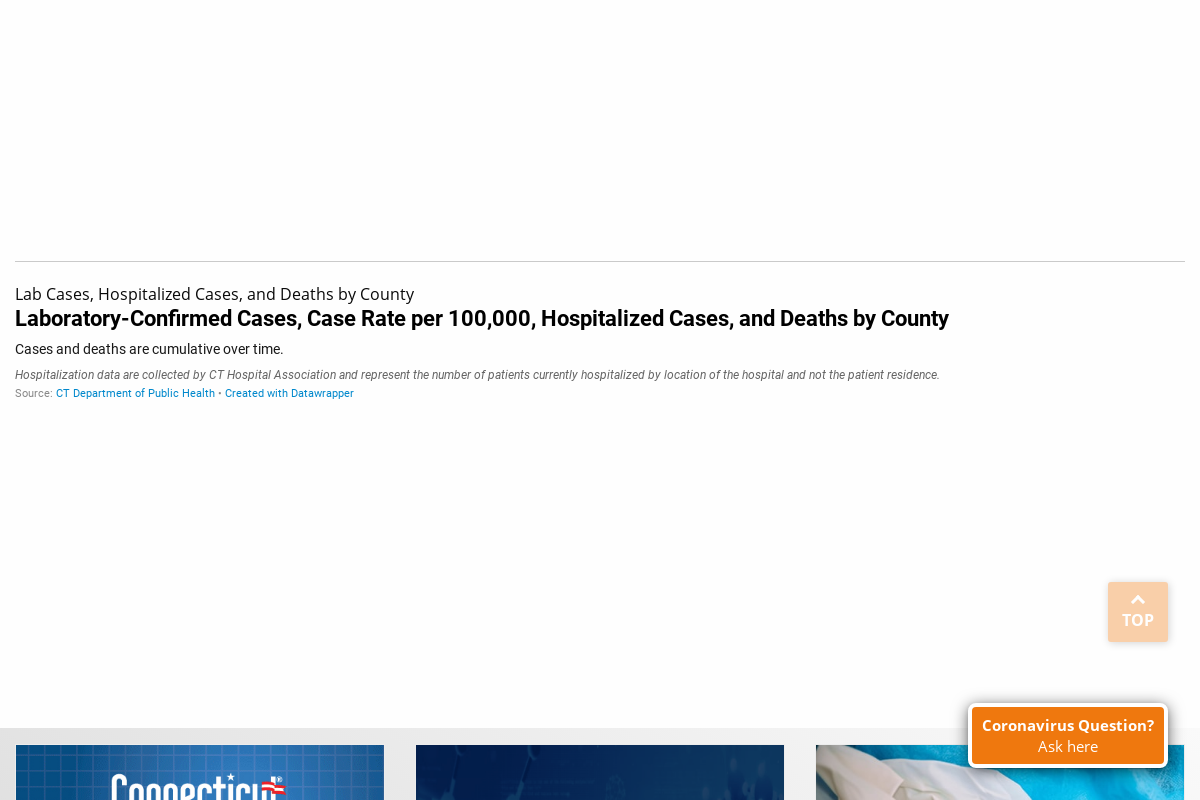 Lab Cases, Hospitalized Cases, and Deaths by County
Laboratory-Confirmed Cases, Case Rate per 100,000, Hospitalized Cases, and Deaths by County
Cases and deaths are cumulative over time.
Hospitalization data are collected by CT Hospital Association and represent the number of patients currently hospitalized by location of the hospital and not the patient residence.
Source: CT Department of Public Health • Created with Datawrapper
TOP
Coronavirus Question?
Ask here
Connecticut®